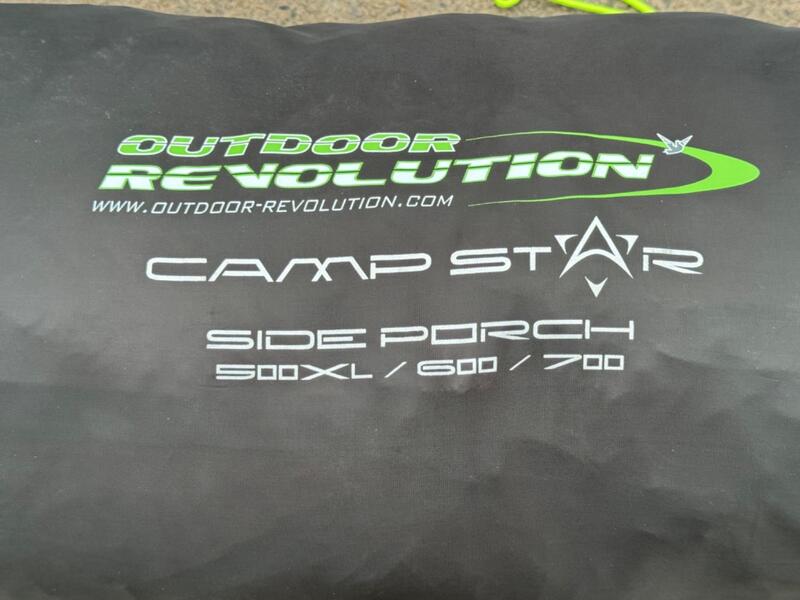 OUTDOOR
REVOLUTION
WWW.OUTDOOR-REVOLUTION.COM
CAMP STAR
SIDE PORCH
500XL / 600 / 700